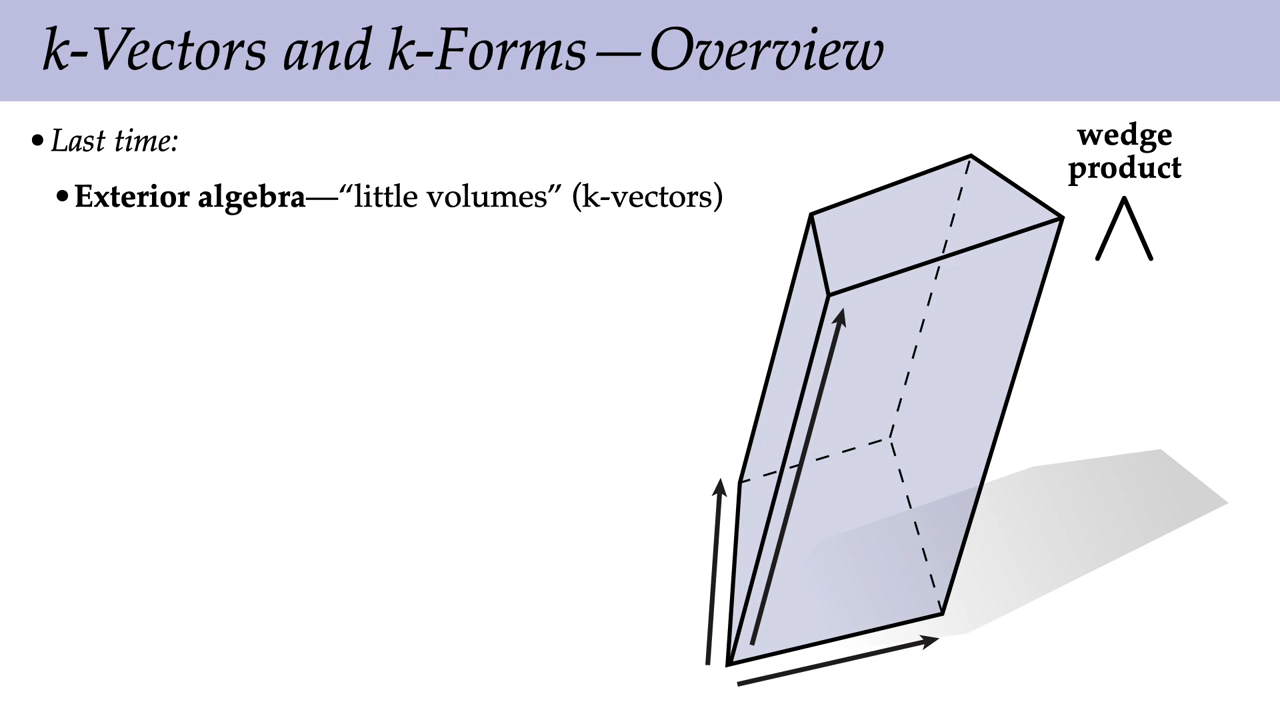 k-Vectors and k-Forms—Overview
• Last time:
• Exterior algebra—“little volumes” (k-vectors)
wedge
product
∧